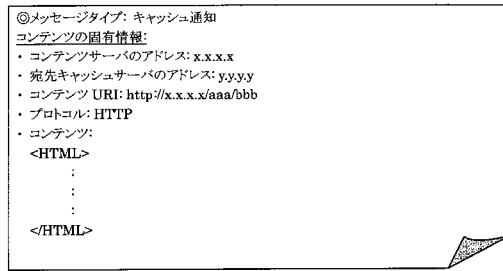 ◎メッセージタイプ: キャッシュ通知
コンテンツの固有情報:
・ コンテンツサーバのアドレス: x.x.x.x
・ 宛先キャッシュサーバのアドレス: y.y.y.y
・ コンテンツ URI: http://x.x.x.x/aaa/bbb
・ プロトコル: HTTP
・ コンテンツ:
<HTML>
:
:
:
</HTML>